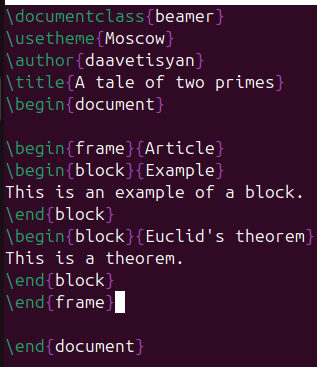 \documentclass{beamer}
\usetheme{Moscow}
\author{daavetisyan}
\title{A tale of two primes}
\begin{document}
\begin{frame}{Article}
\begin{block}{Example}
This is an example of a block.
\end{block}
\begin{block}{Euclid's theorem}
This is a theorem.
\end{block}
\end{frame}
\end{document}